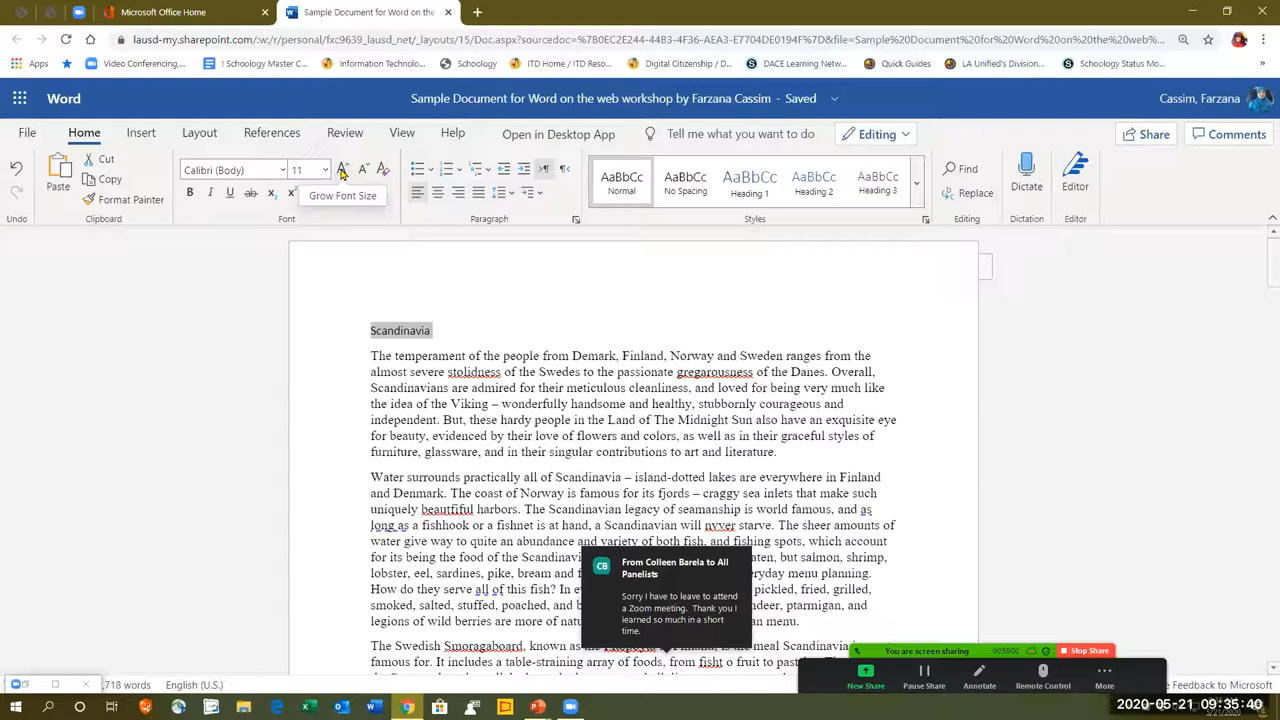 Microsoft Office Home
Sample Document for Word on the
lausd-my.sharepoint.com/:w:/r/personal/fxc9639_lausd_net/_layouts/15/Doc.aspx?sourcedoc=%7B0EC2E244-44B3-4F36-AEA3-E7704DE0194F%7D&file=Sample%20Document%20for%20Word%20on%20the%20web%...
Apps
Video Conferencing,...
! Schoology Master C...
Information Technolo...
Schoology
ITD Home / ITD Reso...
Digital Citizenship / D...
DACE Learning Netw...
Quick Guides
LA Unified's Division...
Schoology Status Mo...
»
Word
Sample Document for Word on the web workshop by Farzana Cassim - Saved
Cassim, Farzana
File
Home
Insert
Layout
References
Review
View
Help
Open in Desktop App
Tell me what you want to do
Editing
Share
Comments
Paste
Cut
Copy
Format Painter
Calibri (Body)
11
Grow Font Size
AaBbCc
Normal
AaBbCc
No Spacing
AaBbCc
Heading 1
AaBbCc
Heading 2
AaBbCc
Heading 3
Find
Replace
Dictate
Editor
Undo
Clipboard
Font
Paragraph
Styles
Editing
Dictation
Editor
Scandinavia
The temperament of the people from Demark, Finland, Norway and Sweden ranges from the
almost severe stolidness of the Swedes to the passionate gregarousness of the Danes. Overall,
Scandinavians are admired for their meticulous cleanliness, and loved for being very much like
the idea of the Viking – wonderfully handsome and healthy, stubbornly courageous and
independent. But, these hardy people in the Land of The Midnight Sun also have an exquisite eye
for beauty, evidenced by their love of flowers and colors, as well as in their graceful styles of
furniture, glassware, and in their singular contributions to art and literature.
Water surrounds practically all of Scandinavia – island-dotted lakes are everywhere in Finland
and Denmark. The coast of Norway is famous for its fjords – craggy sea inlets that make such
uniquely beautfiful harbors. The Scandinavian legacy of seamanship is world famous, and as
long as a fishhook or a fishnet is at hand, a Scandinavian will nvver starve. The sheer amounts of
water give way to quite an abundance and variety of both fish, and fishing spots, which account
for its being the food of the Scandinavi aten, but salmon, shrimp,
lobster, eel, sardines, pike, bream and f eryday menu planning.
How do they serve all of this fish? In ev pickled, fried, grilled,
smoked, salted, stuffed, poached, and b ndeer, ptarmigan, and
legions of wild berries are more of natu an menu.
The Swedish Smoragaboard, known as the Finland, is the meal Scandinavia
famous for. It includes a table-straining array of foods, from fisht o fruit to past
CB
From Colleen Barela to All
Panelists
Sorry I have to leave to attend
a Zoom meeting. Thank you I
learned so much in a short
time.
You are screen sharing
00:59:02
Stop Share
New Share
Pause Share
Annotate
Remote Control
More
,718 words
English (U.S.)
e Feedback to Microsoft
2020-05-21 09:35:40